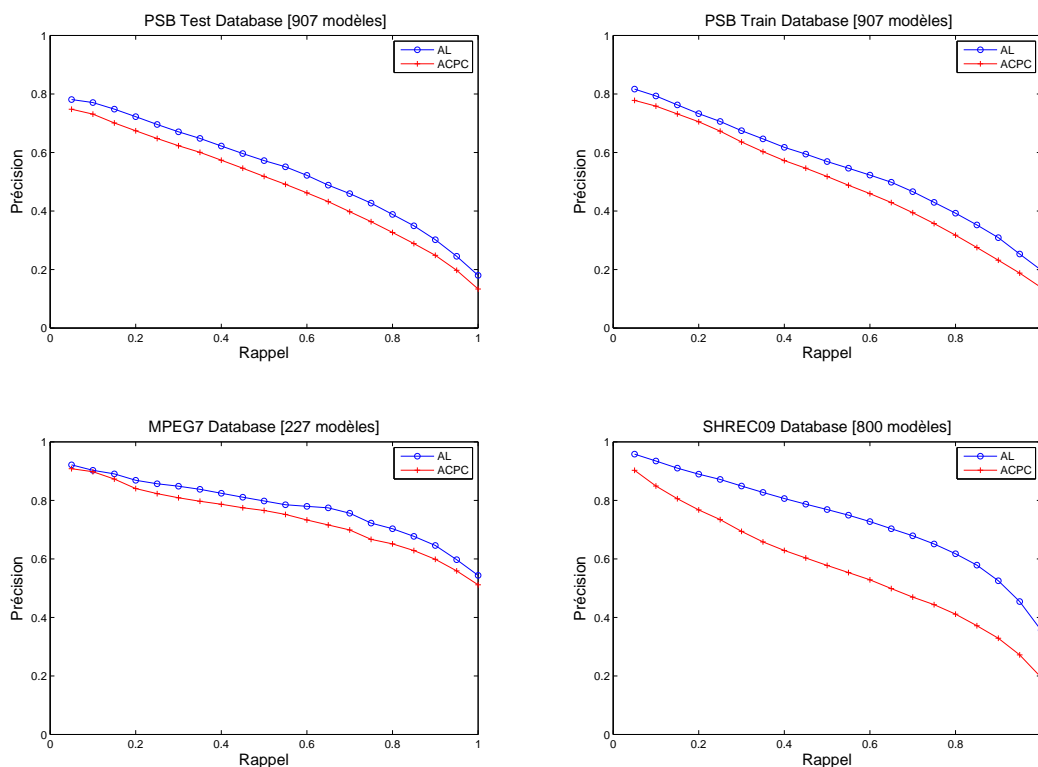 PSB Test Database [907 modèles]
1
0.8
0.6
0.4
0.2
0
Précision
AL
ACPC
0 0.2 0.4 0.6 0.8 1
Rappel
PSB Train Database [907 modèles]
1
0.8
0.6
0.4
0.2
0
Précision
AL
ACPC
0 0.2 0.4 0.6 0.8
Rappel
MPEG7 Database [227 modèles]
1
0.8
0.6
0.4
0.2
0
Précision
AL
ACPC
0 0.2 0.4 0.6 0.8 1
Rappel
SHREC09 Database [800 modèles]
1
0.8
0.6
0.4
0.2
0
Précision
AL
ACPC
0 0.2 0.4 0.6 0.8
Rappel